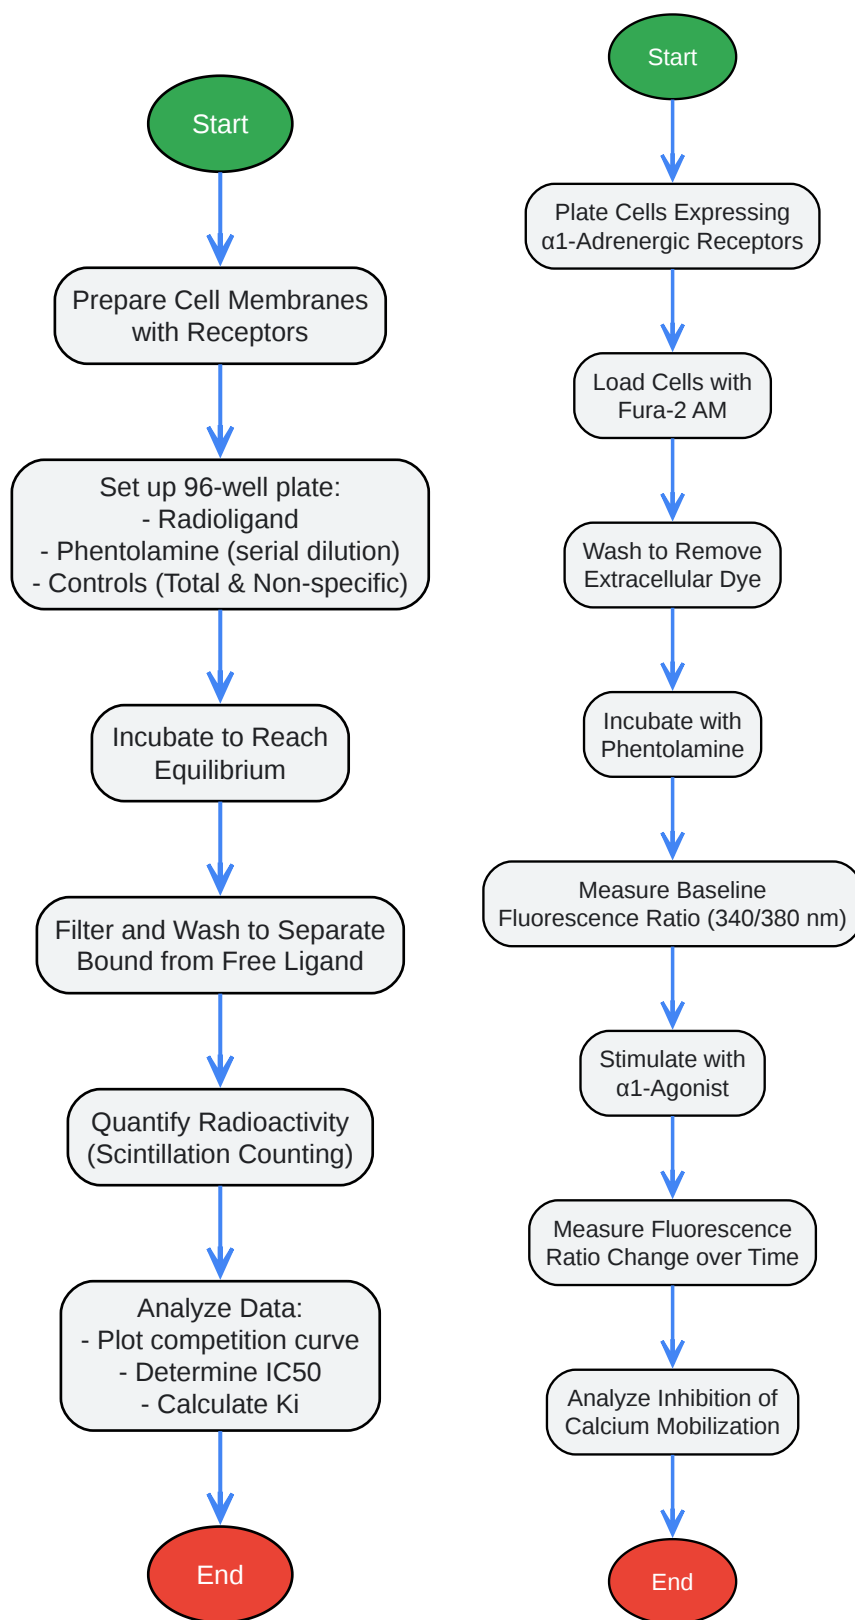 Start
Prepare Cell Membranes
with Receptors
Set up 96-well plate:
- Radioligand
- Phentolamine (serial dilution)
- Controls (Total & Non-specific)
Incubate to Reach
Equilibrium
Filter and Wash to Separate
Bound from Free Ligand
Quantify Radioactivity
(Scintillation Counting)
Analyze Data:
- Plot competition curve
- Determine IC50
- Calculate Ki
End
Start
Plate Cells Expressing
α1-Adrenergic Receptors
Load Cells with
Fura-2 AM
Wash to Remove
Extracellular Dye
Incubate with
Phentolamine
Measure Baseline
Fluorescence Ratio (340/380 nm)
Stimulate with
α1-Agonist
Measure Fluorescence
Ratio Change over Time
Analyze Inhibition of
Calcium Mobilization
End